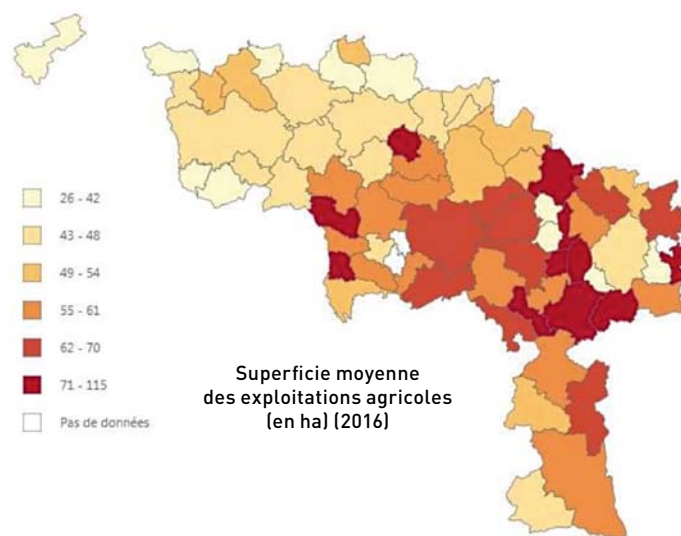 26 - 42
43 - 48
49 - 54
55 - 61
62 - 70
71 - 115
Pas de données
Superficie moyenne
des exploitations agricoles
(en ha) (2016)